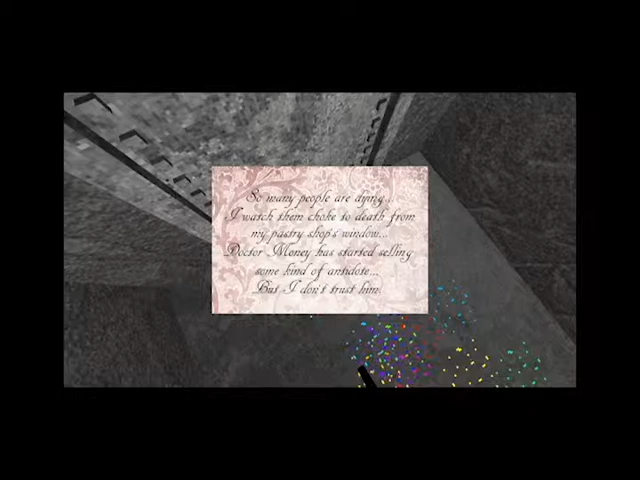 So many people are dying...
I watch them choke to death from
my pastry shop's window...
Doctor Money has started selling
some kind of antidote...
But I don't trust him.